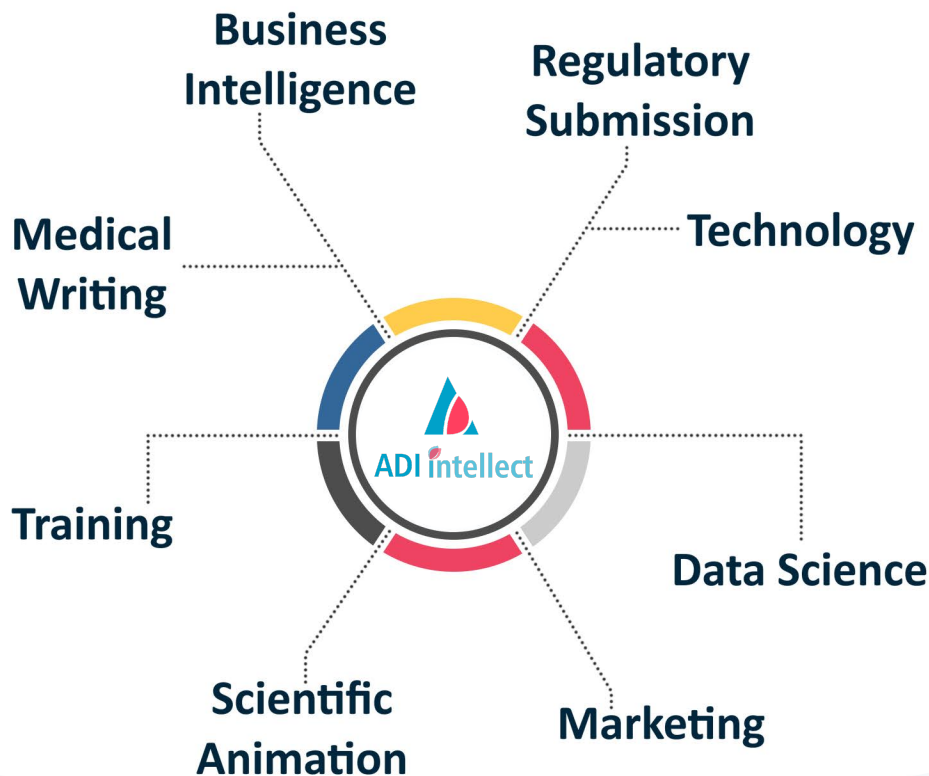 Business
Intelligence
Regulatory
Submission
Medical
Writing
Technology
ADI intellect
Training
Data Science
Scientific
Animation
Marketing